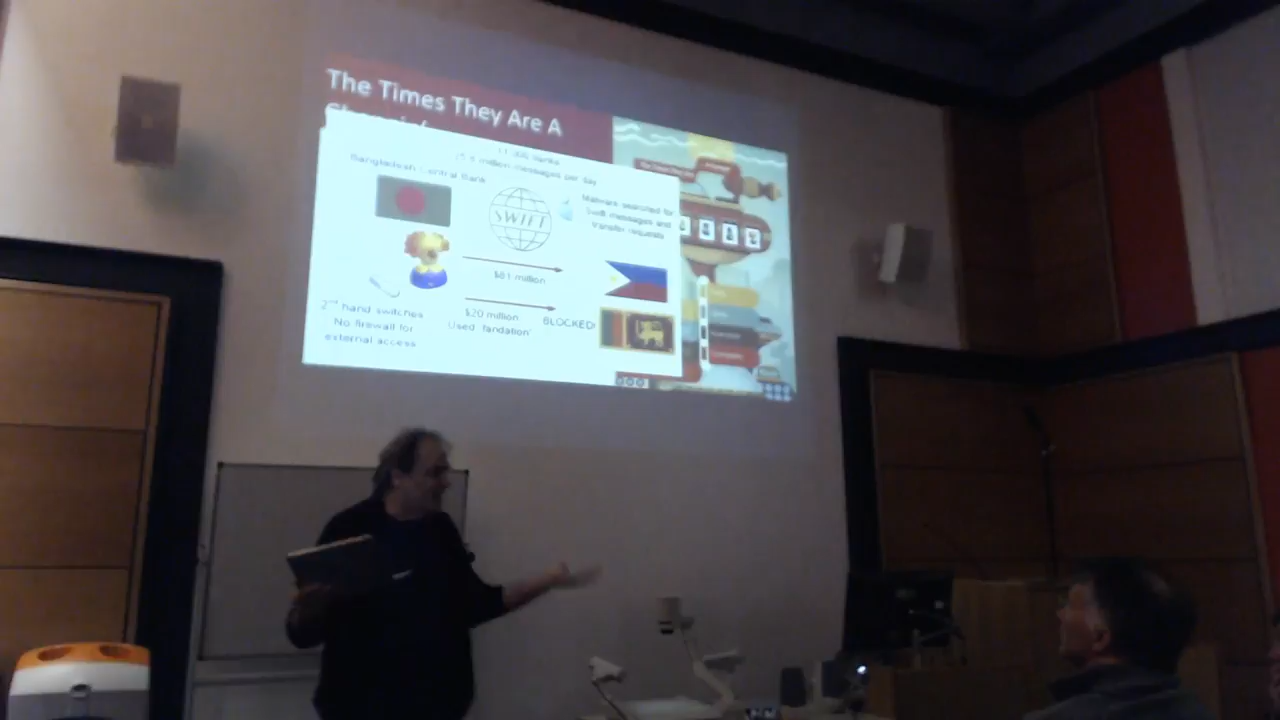 The Times They Are A
11,000 banks
Bangladesh Central Bank
million messages per day
SWIFT
Malware searched for
Swift messages and
transfer requests
$81 million
2nd hand switches
No firewall for
external access
$20 million
Used 'fandation'
BLOCKED!